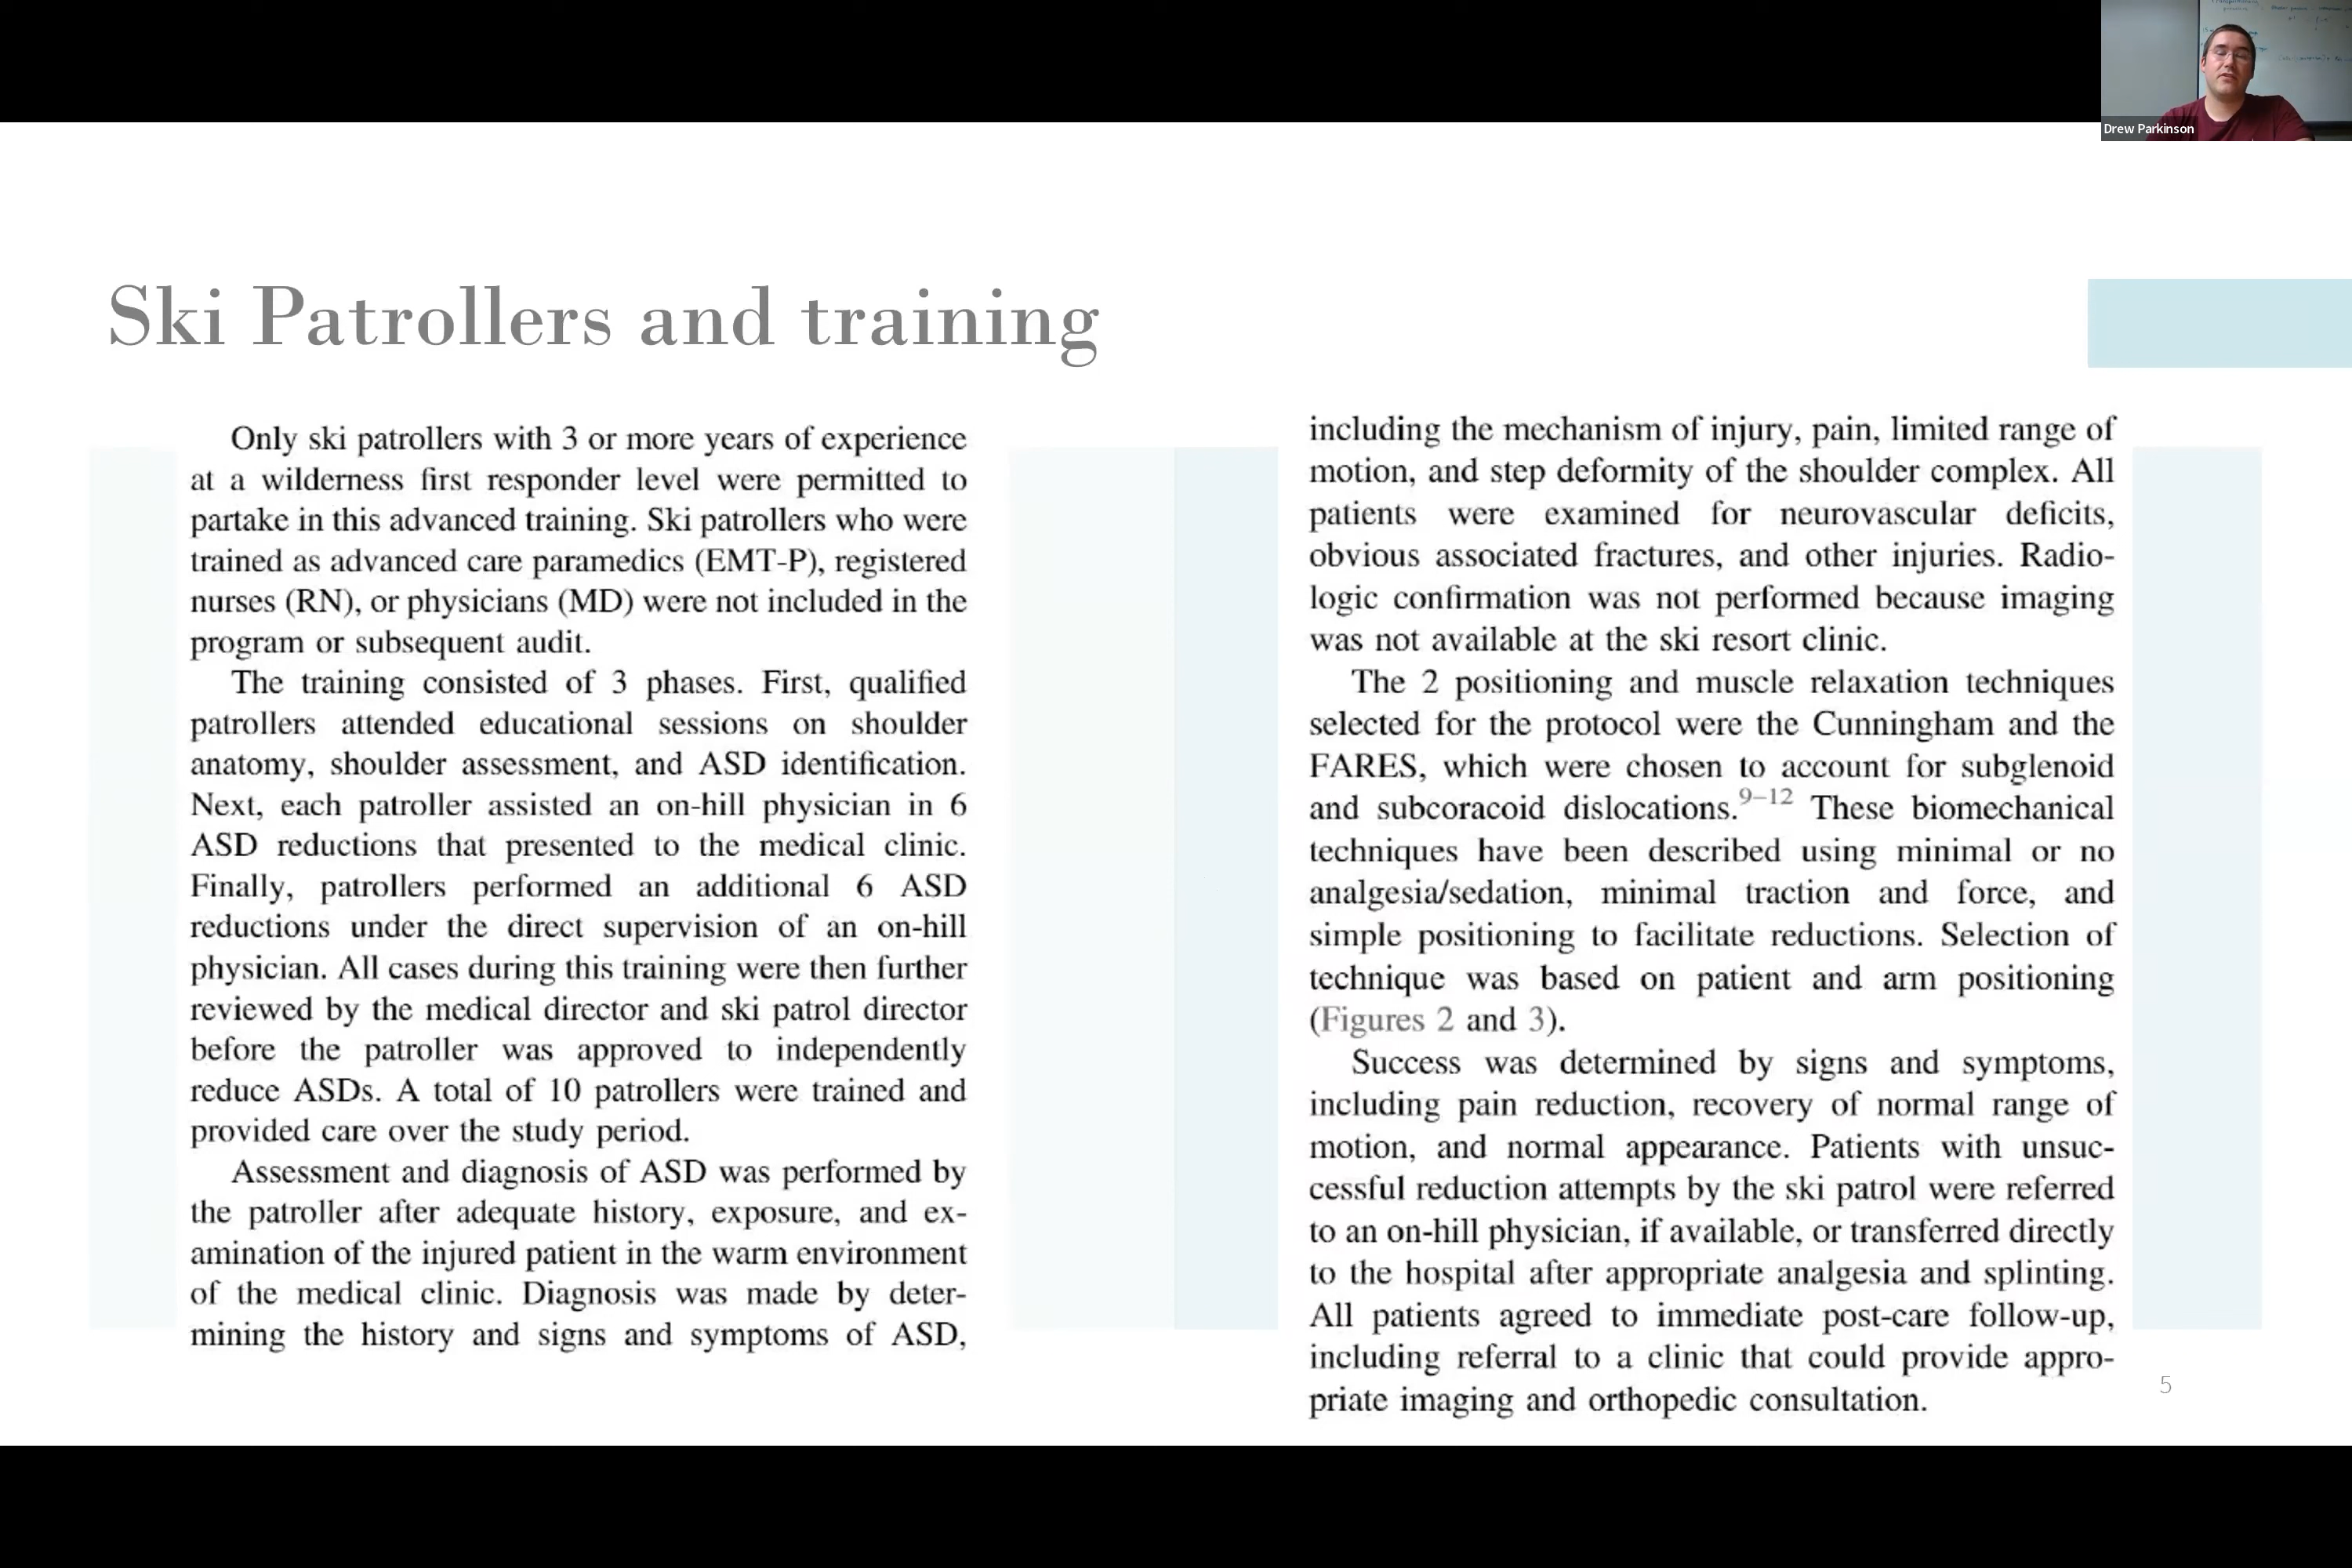 Drew Parkinson
Ski Patrollers and training
Only ski patrollers with 3 or more years of experience
at a wilderness first responder level were permitted to
partake in this advanced training. Ski patrollers who were
trained as advanced care paramedics (EMT-P), registered
nurses (RN), or physicians (MD) were not included in the
program or subsequent audit.
The training consisted of 3 phases. First, qualified
patrollers attended educational sessions on shoulder
anatomy, shoulder assessment, and ASD identification.
Next, each patroller assisted an on-hill physician in 6
ASD reductions that presented to the medical clinic.
Finally, patrollers performed an additional 6 ASD
reductions under the direct supervision of an on-hill
physician. All cases during this training were then further
reviewed by the medical director and ski patrol director
before the patroller was approved to independently
reduce ASDs. A total of 10 patrollers were trained and
provided care over the study period.
Assessment and diagnosis of ASD was performed by
the patroller after adequate history, exposure, and ex-
amination of the injured patient in the warm environment
of the medical clinic. Diagnosis was made by deter-
mining the history and signs and symptoms of ASD,
including the mechanism of injury, pain, limited range of
motion, and step deformity of the shoulder complex. All
patients were examined for neurovascular deficits,
obvious associated fractures, and other injuries. Radio-
logic confirmation was not performed because imaging
was not available at the ski resort clinic.
The 2 positioning and muscle relaxation techniques
selected for the protocol were the Cunningham and the
FARES, which were chosen to account for subglenoid
and subcoracoid dislocations.9–12 These biomechanical
techniques have been described using minimal or no
analgesia/sedation, minimal traction and force, and
simple positioning to facilitate reductions. Selection of
technique was based on patient and arm positioning
(Figures 2 and 3).
Success was determined by signs and symptoms,
including pain reduction, recovery of normal range of
motion, and normal appearance. Patients with unsuc-
cessful reduction attempts by the ski patrol were referred
to an on-hill physician, if available, or transferred directly
to the hospital after appropriate analgesia and splinting.
All patients agreed to immediate post-care follow-up,
including referral to a clinic that could provide appro-
priate imaging and orthopedic consultation.
5